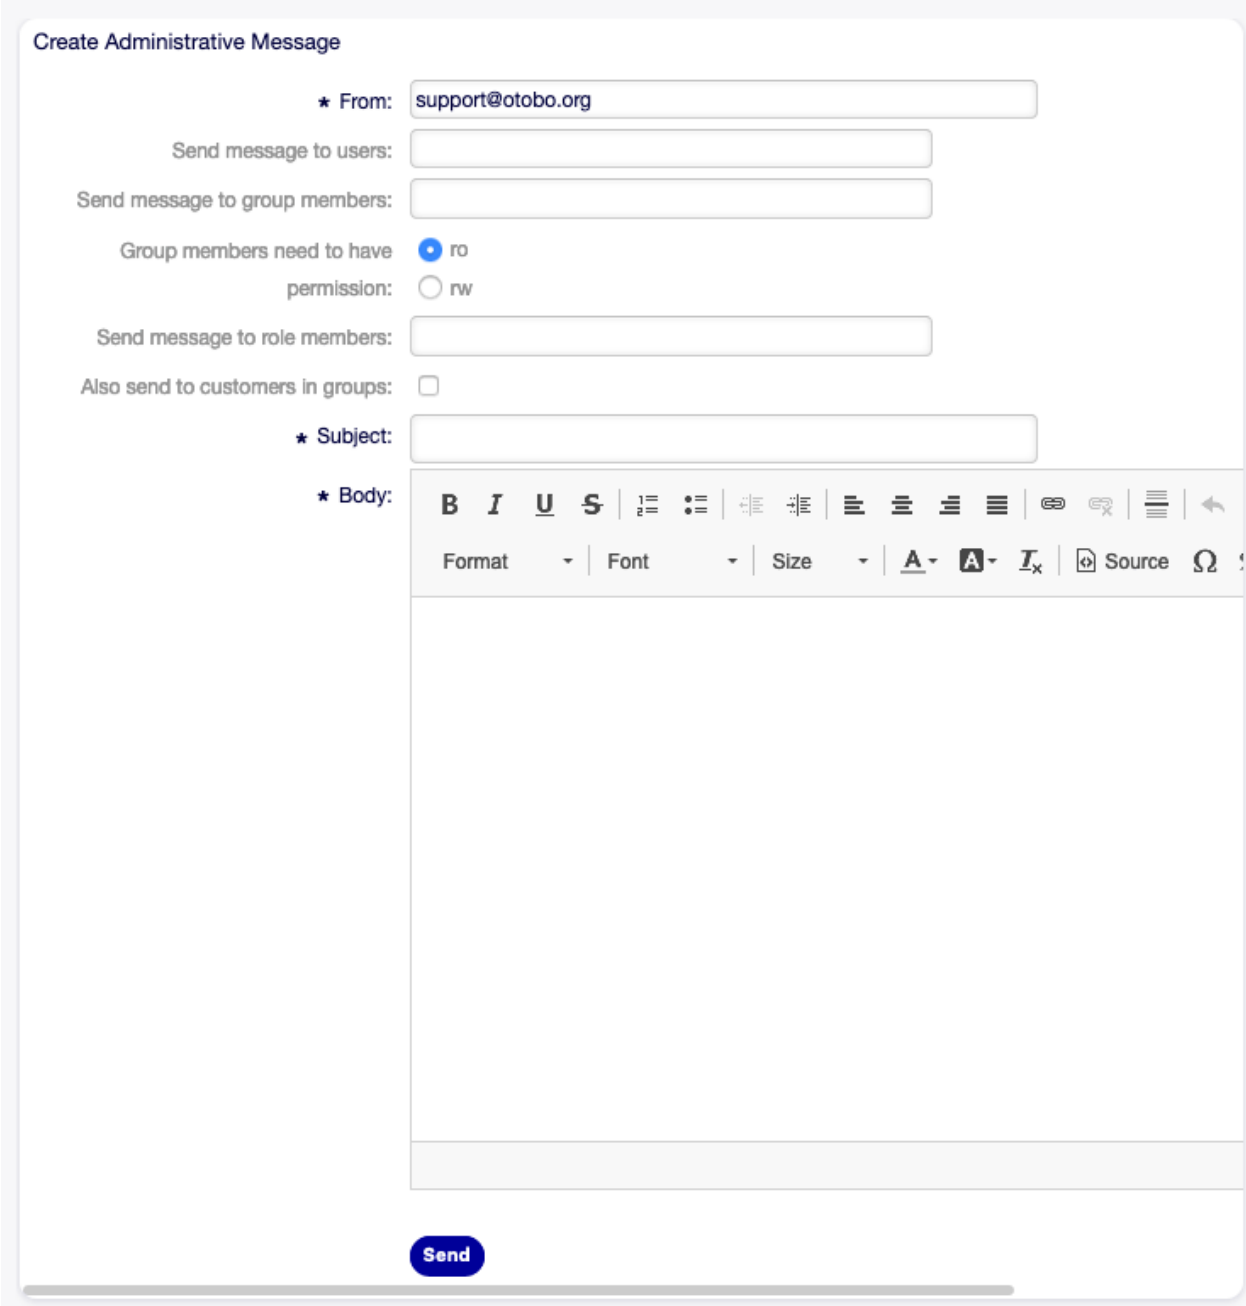 Create Administrative Message
★ From: support@otobo.org
Send message to users:
Send message to group members:
Group members need to have permission:
ro
rw
Send message to role members:
Also send to customers in groups:
★ Subject:
★ Body:
B I U S
Format Font Size A A Ix Source Ω
Send